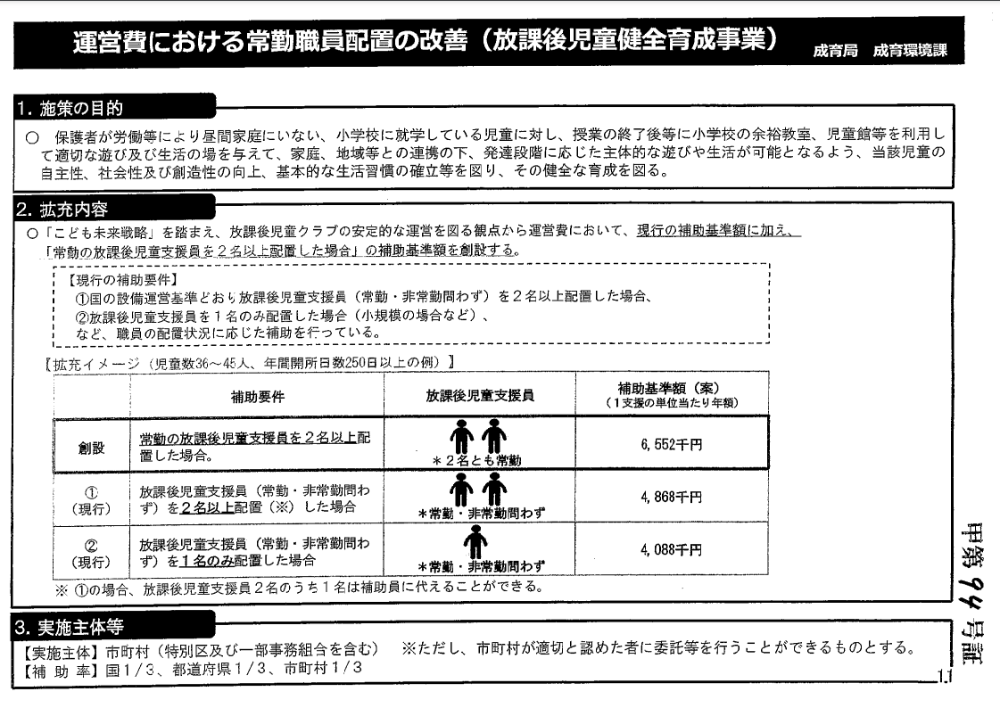 運営費における常勤職員配置の改善（放課後児童健全育成事業）
成育局　成育環境課
1. 施策の目的
○　保護者が労働等により昼間家庭にいない、小学校に就学している児童に対し、授業の終了後等に小学校の余裕教室、児童館等を利用し
て適切な遊び及び生活の場を与えて、家庭、地域等との連携の下、発達段階に応じた主体的な遊びや生活が可能となるよう、当該児童の
自主性、社会性及び創造性の向上、基本的な生活習慣の確立等を図り、その健全な育成を図る。
2. 拡充内容
○「こども未来戦略」を踏まえ、放課後児童クラブの安定的な運営を図る観点から運営費において、現行の補助基準額に加え、
「常勤の放課後児童支援員を２名以上配置した場合」の補助基準額を創設する。
【現行の補助要件】
①国の設備運営基準どおり放課後児童支援員（常勤・非常勤問わず）を２名以上配置した場合、
②放課後児童支援員を１名のみ配置した場合（小規模の場合など）、
など、職員の配置状況に応じた補助を行っている。
【拡充イメージ（児童数36～45人、年間開所日数250日以上の例）】
補助要件
放課後児童支援員
補助基準額（案）
（１支援の単位当たり年額）
創設
常勤の放課後児童支援員を２名以上配
置した場合。
＊２名とも常勤
6,552千円
①
（現行）
放課後児童支援員（常勤・非常勤問わ
ず）を２名以上配置（※）した場合
＊常勤・非常勤問わず
4,868千円
②
（現行）
放課後児童支援員（常勤・非常勤問わ
ず）を１名のみ配置した場合
＊常勤・非常勤問わず
4,088千円
※ ①の場合、放課後児童支援員２名のうち１名は補助員に代えることができる。
3. 実施主体等
【実施主体】市町村（特別区及び一部事務組合を含む）　※ただし、市町村が適切と認めた者に委託等を行うことができるものとする。
【補 助 率】国１/３、都道府県１/３、市町村１/３
11
甲第94号証